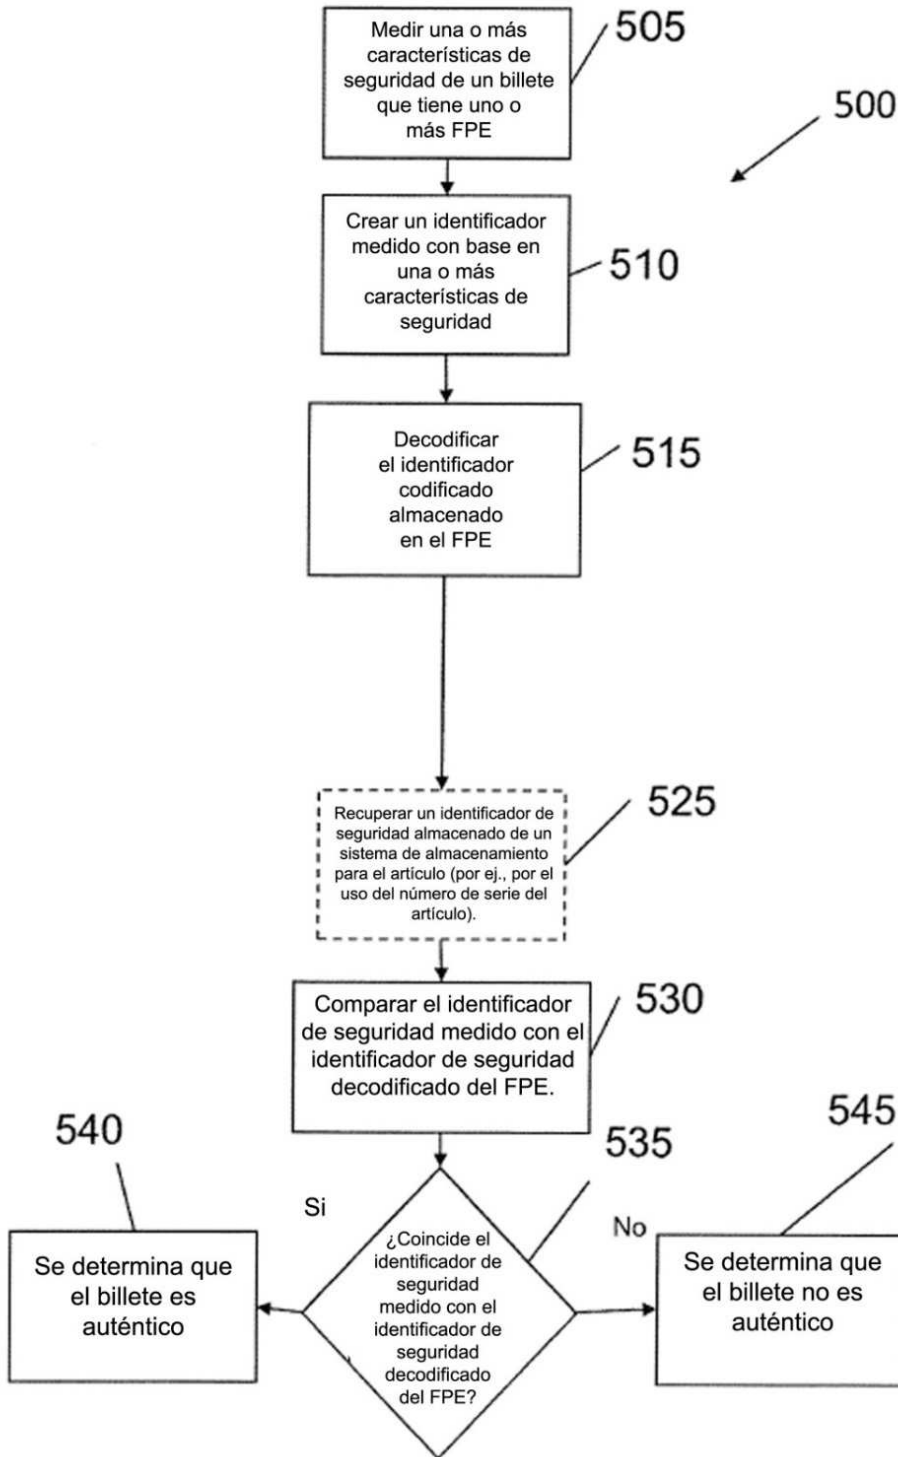 Medir una o más
características de
seguridad de un billete
que tiene uno o
más FPE
505
500
Crear un identificador
medido con base en
una o más
características de
seguridad
510
Decodificar
el identificador
codificado
almacenado
en el FPE
515
Recuperar un identificador de
seguridad almacenado de un
sistema de almacenamiento
para el artículo (por ej., por el
uso del número de serie del
artículo).
525
Comparar el identificador
de seguridad medido con el
identificador de seguridad
decodificado del FPE.
530
540
535
545
Si
No
Se determina que
el billete es
auténtico
¿Coincide el
identificador de
seguridad
medido con el
identificador de
seguridad
decodificado
del FPE?
Se determina que
el billete no es
auténtico